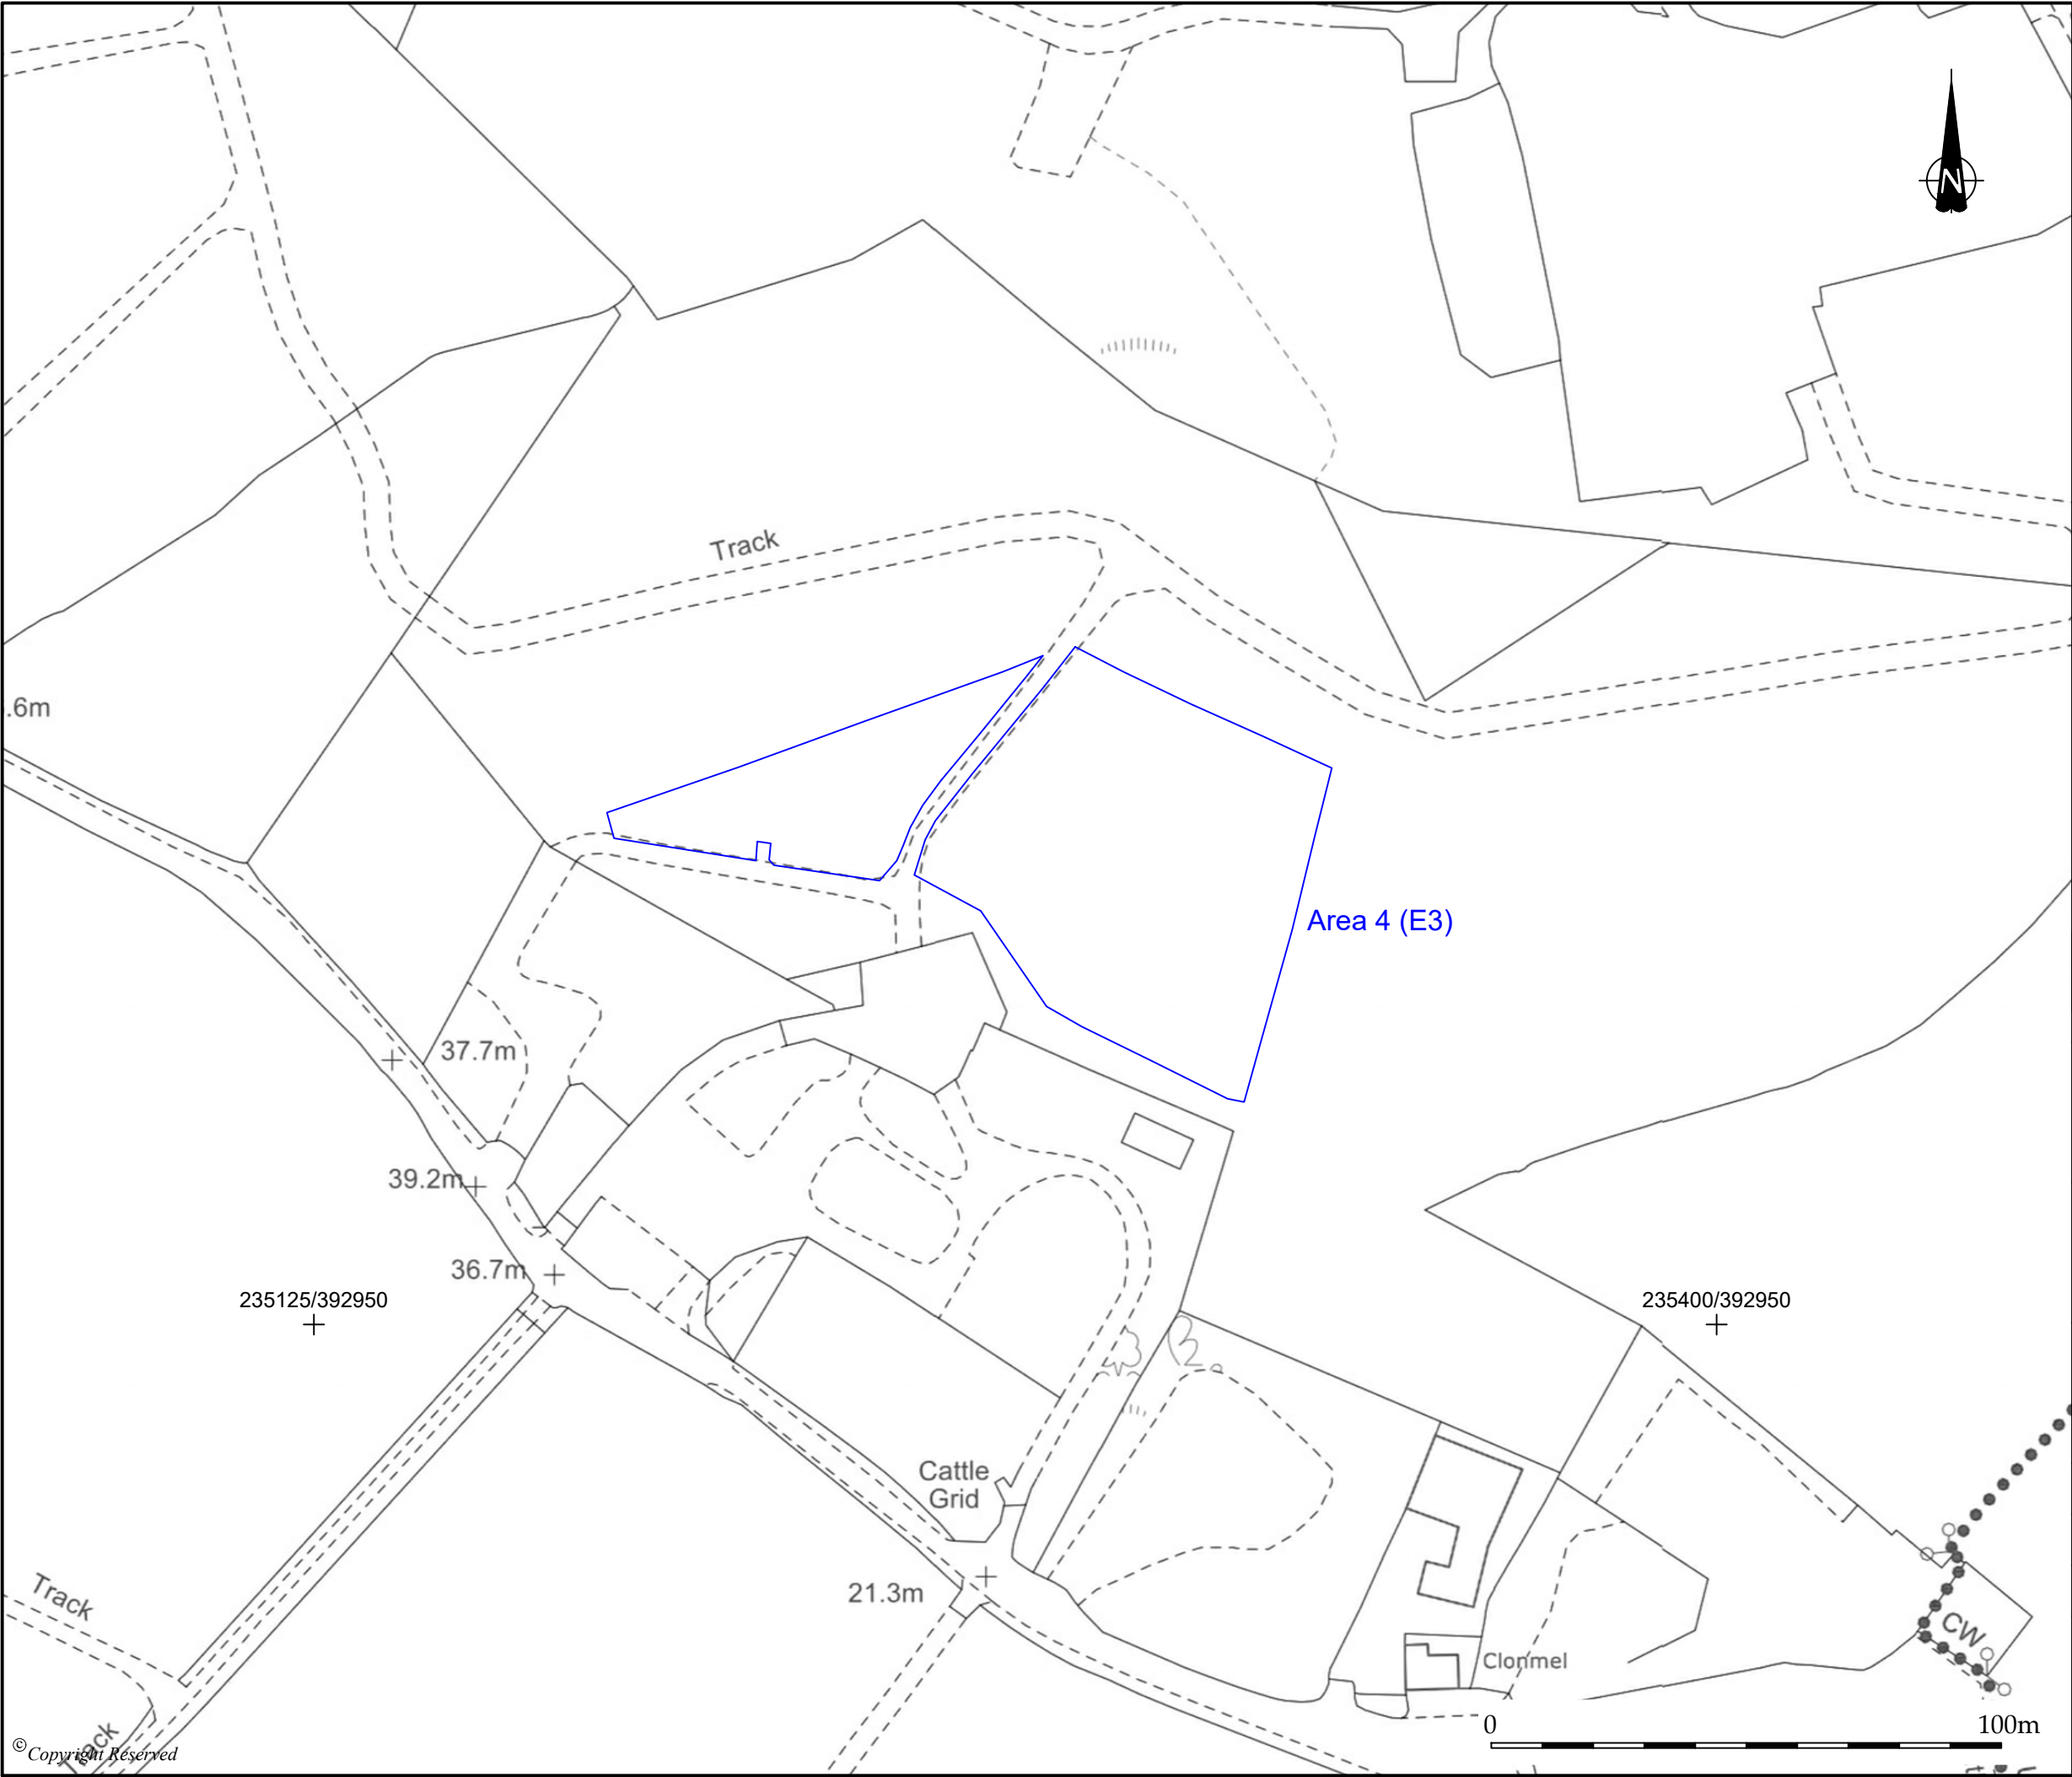 N
Track
.6m
Area 4 (E3)
37.7m
39.2m
36.7m
235125/392950
235400/392950
Cattle
Grid
21.3m
Track
CW
Clonmel
Track
0
100m
©Copyright Reserved